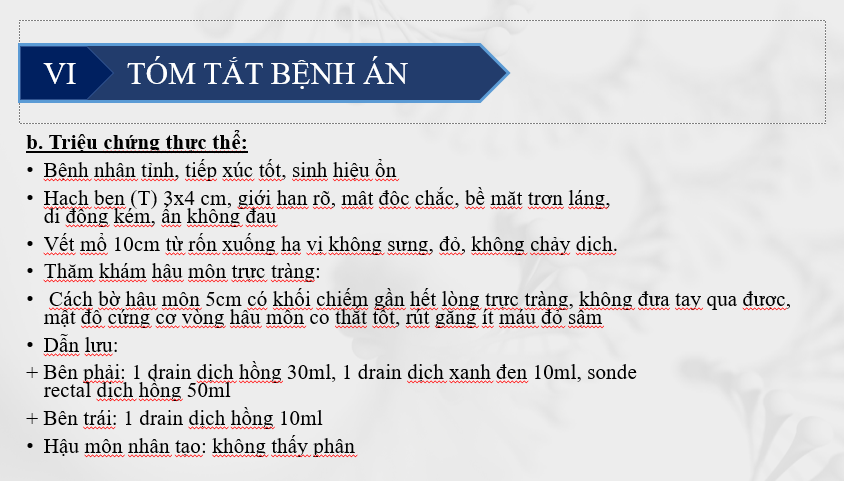 VI TÓM TẮT BỆNH ÁN
b. Triệu chứng thực thể:
• Bệnh nhân tỉnh, tiếp xúc tốt, sinh hiệu ổn
• Hạch bẹn (T) 3x4 cm, giới hạn rõ, mật độc chắc, bề mặt trơn láng,
di động kém, ấn không đau
• Vết mổ 10cm từ rốn xuống hạ vị không sưng, đỏ, không chảy dịch.
• Thăm khám hậu môn trực tràng:
• Cách bờ hậu môn 5cm có khối chiếm gần hết lòng trực tràng, không đưa tay qua được,
mật độ cứng cơ vòng hậu môn co thắt tốt, rút găng ít máu đỏ sậm
• Dẫn lưu:
+ Bên phải: 1 drain dịch hồng 30ml, 1 drain dịch xanh đen 10ml, sonde
rectal dịch hồng 50ml
+ Bên trái: 1 drain dịch hồng 10ml
• Hậu môn nhân tạo: không thấy phân